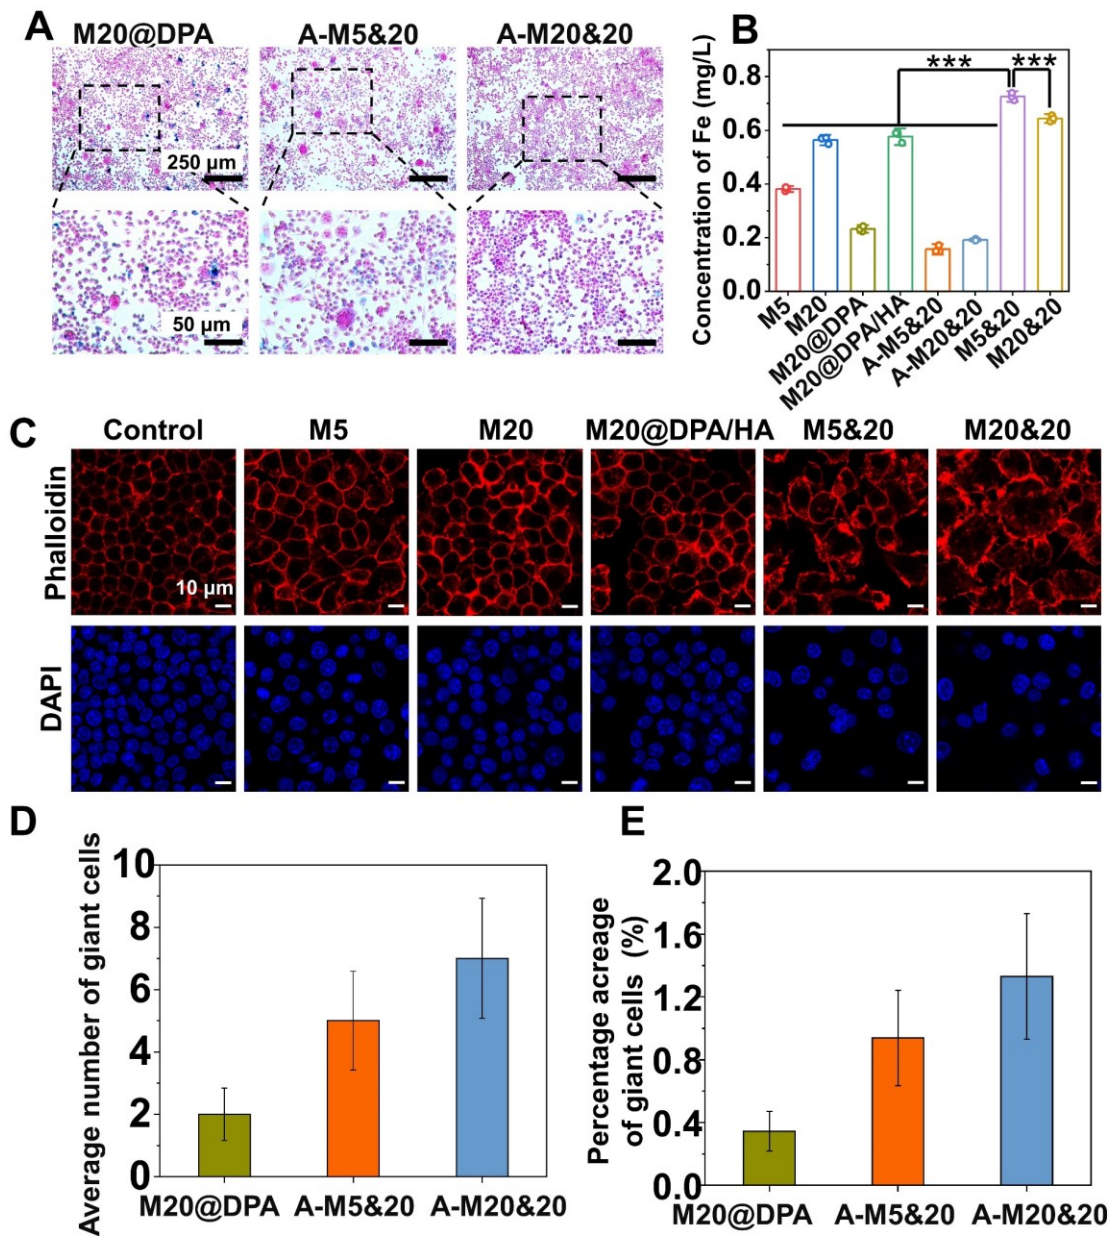 A
M20@DPA
A-M5&20
A-M20&20
250 μm
50 μm
B
Concentration of Fe (mg/L)
0.8
0.6
0.4
0.2
0.0
***
***
M5
M20
M20@DPA
M20@DPA/HA
A-M5&20
A-M20&20
M5&20
M20&20
C
Control
M5
M20
M20@DPA/HA
M5&20
M20&20
Phalloidin
10 μm
DAPI
D
Average number of giant cells
10
8
6
4
2
0
M20@DPA
A-M5&20
A-M20&20
E
Percentage acreage
of giant cells (%)
2.0
1.6
1.2
0.8
0.4
0.0
M20@DPA
A-M5&20
A-M20&20